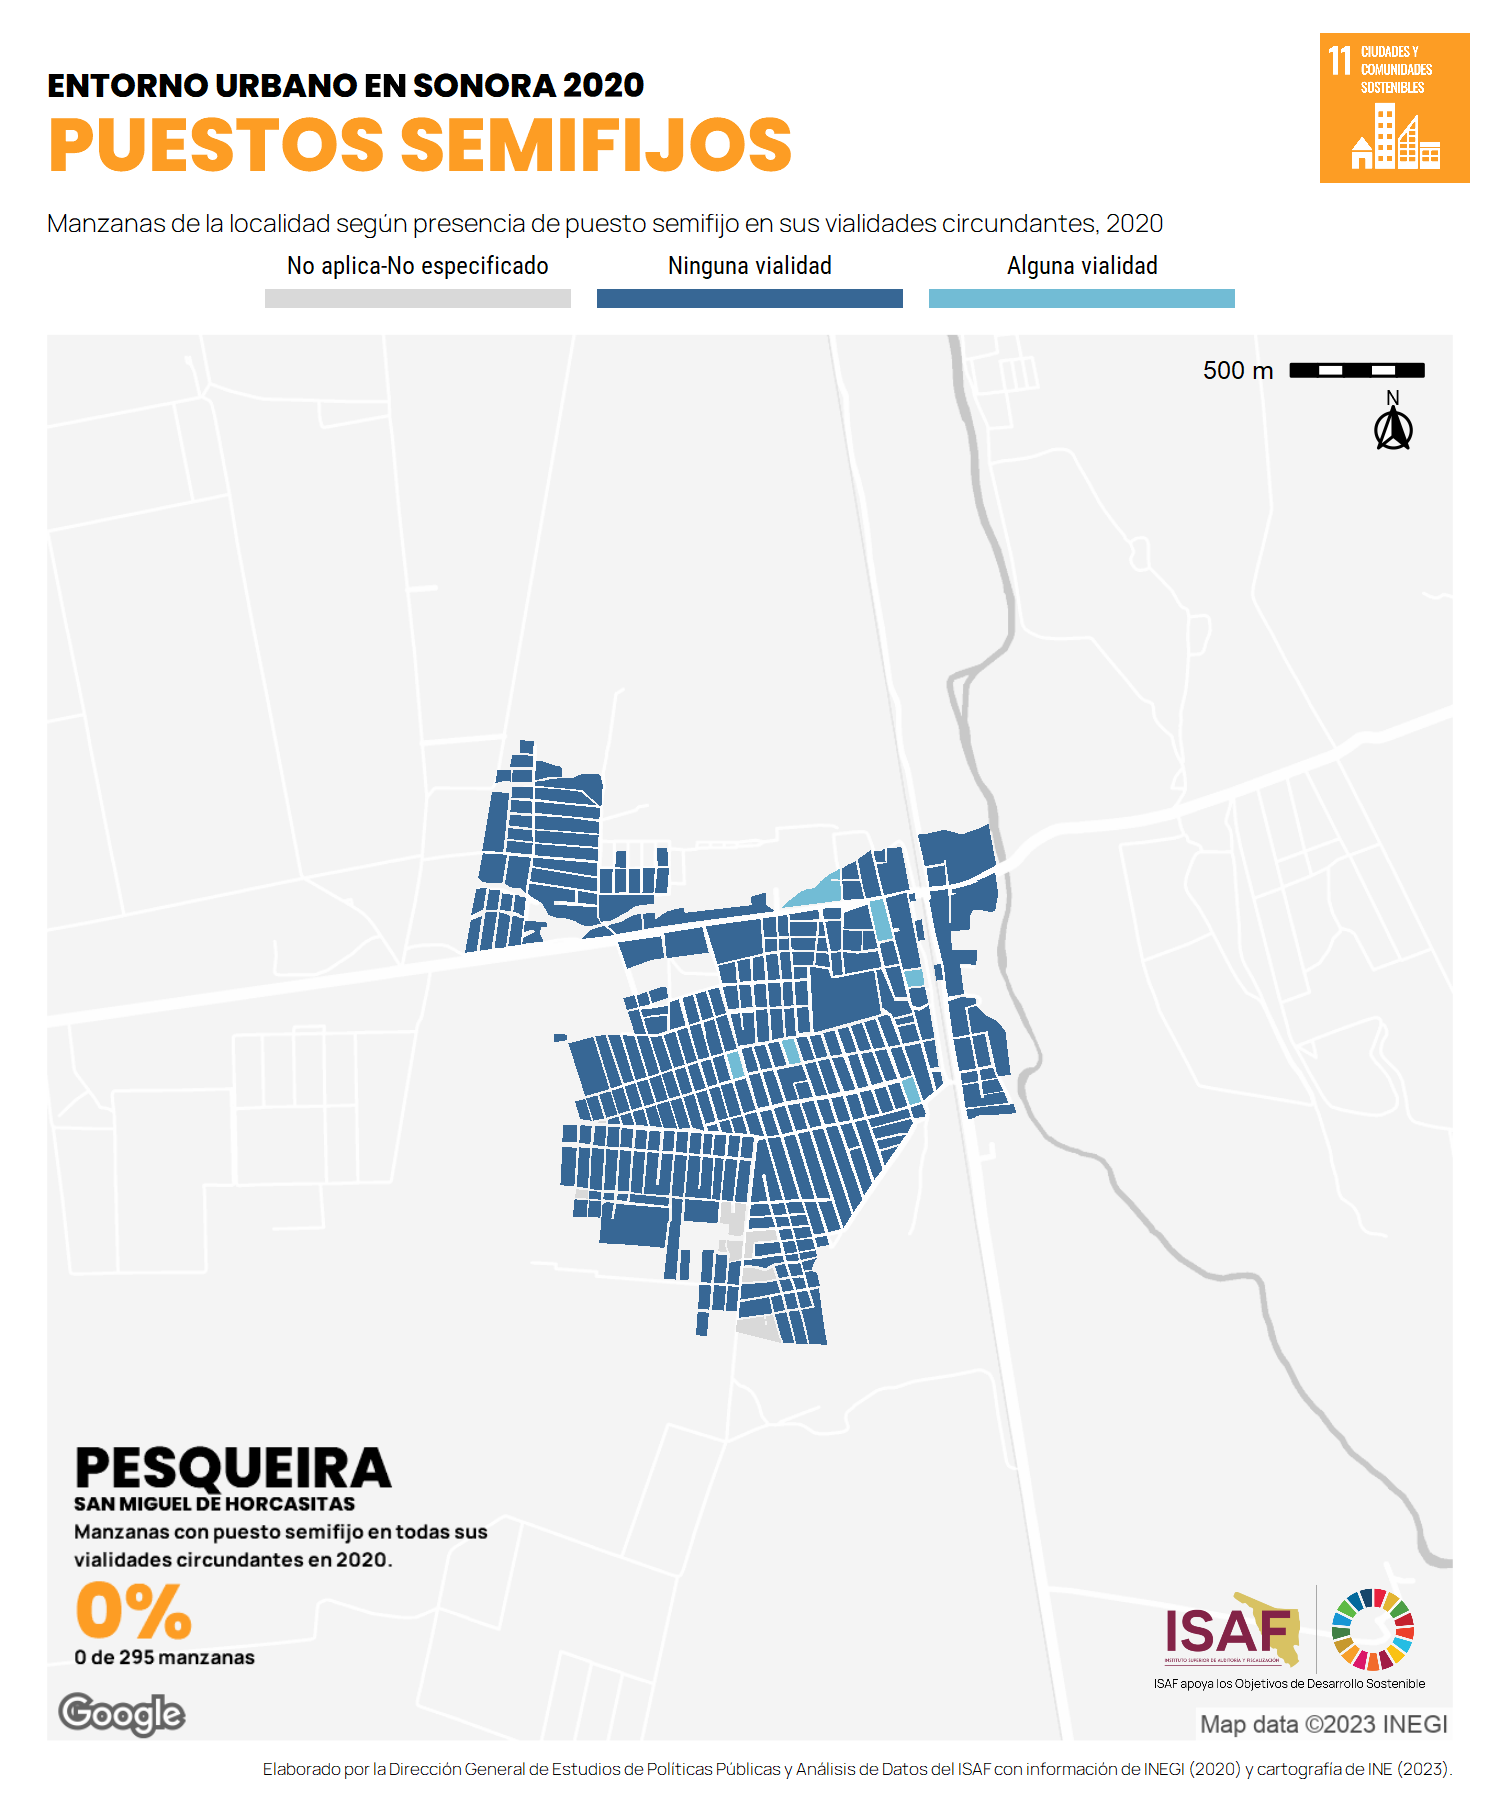 ENTORNO URBANO EN SONORA 2020
PUESTOS SEMIFIJOS
11 CIUDADES Y
COMUNIDADES
SOSTENIBLES
Manzanas de la localidad según presencia de puesto semifijo en sus vialidades circundantes, 2020
No aplica-No especificado
Ninguna vialidad
Alguna vialidad
500 m
N
PESQUEIRA
SAN MIGUEL DE HORCASITAS
Manzanas con puesto semifijo en todas sus
vialidades circundantes en 2020.
0%
0 de 295 manzanas
Google
ISAF
INSTITUTO SUPERIOR DE AUDITORÍA Y FISCALIZACIÓN
ISAF apoya los Objetivos de Desarrollo Sostenible
Map data ©2023 INEGI
Elaborado por la Dirección General de Estudios de Políticas Públicas y Análisis de Datos del ISAF con información de INEGI (2020) y cartografía de INE (2023).